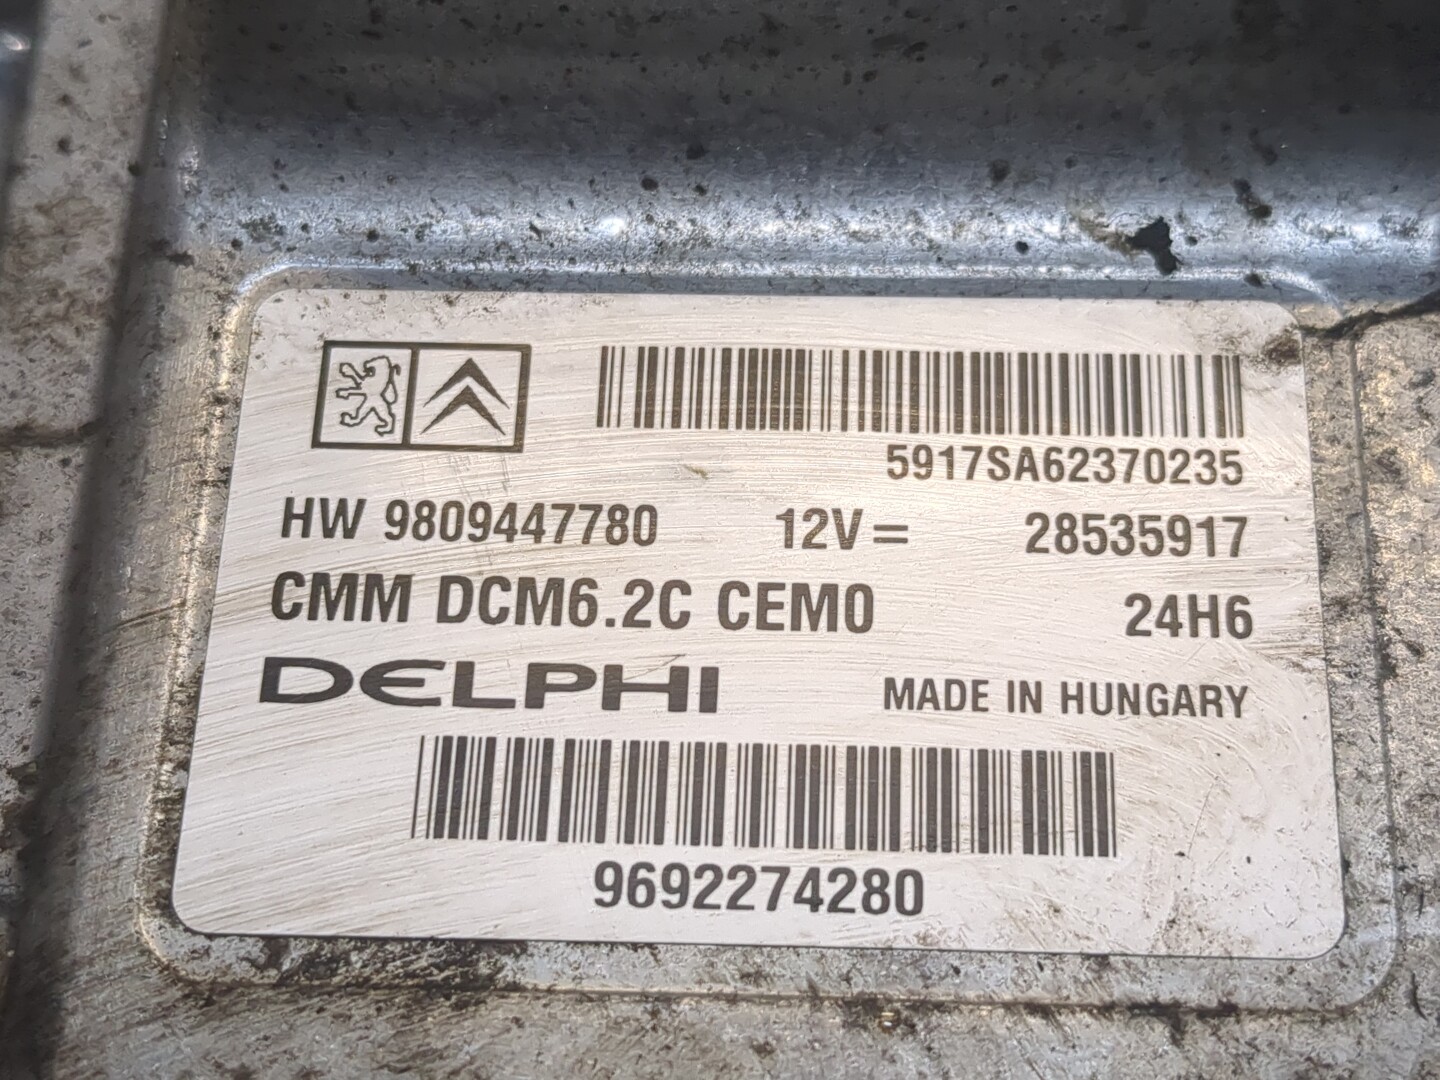 5917SA62370235
HW 9809447780 12V= 28535917
CMM DCM6.2C CEM0 24H6
DELPHI MADE IN HUNGARY
9692274280